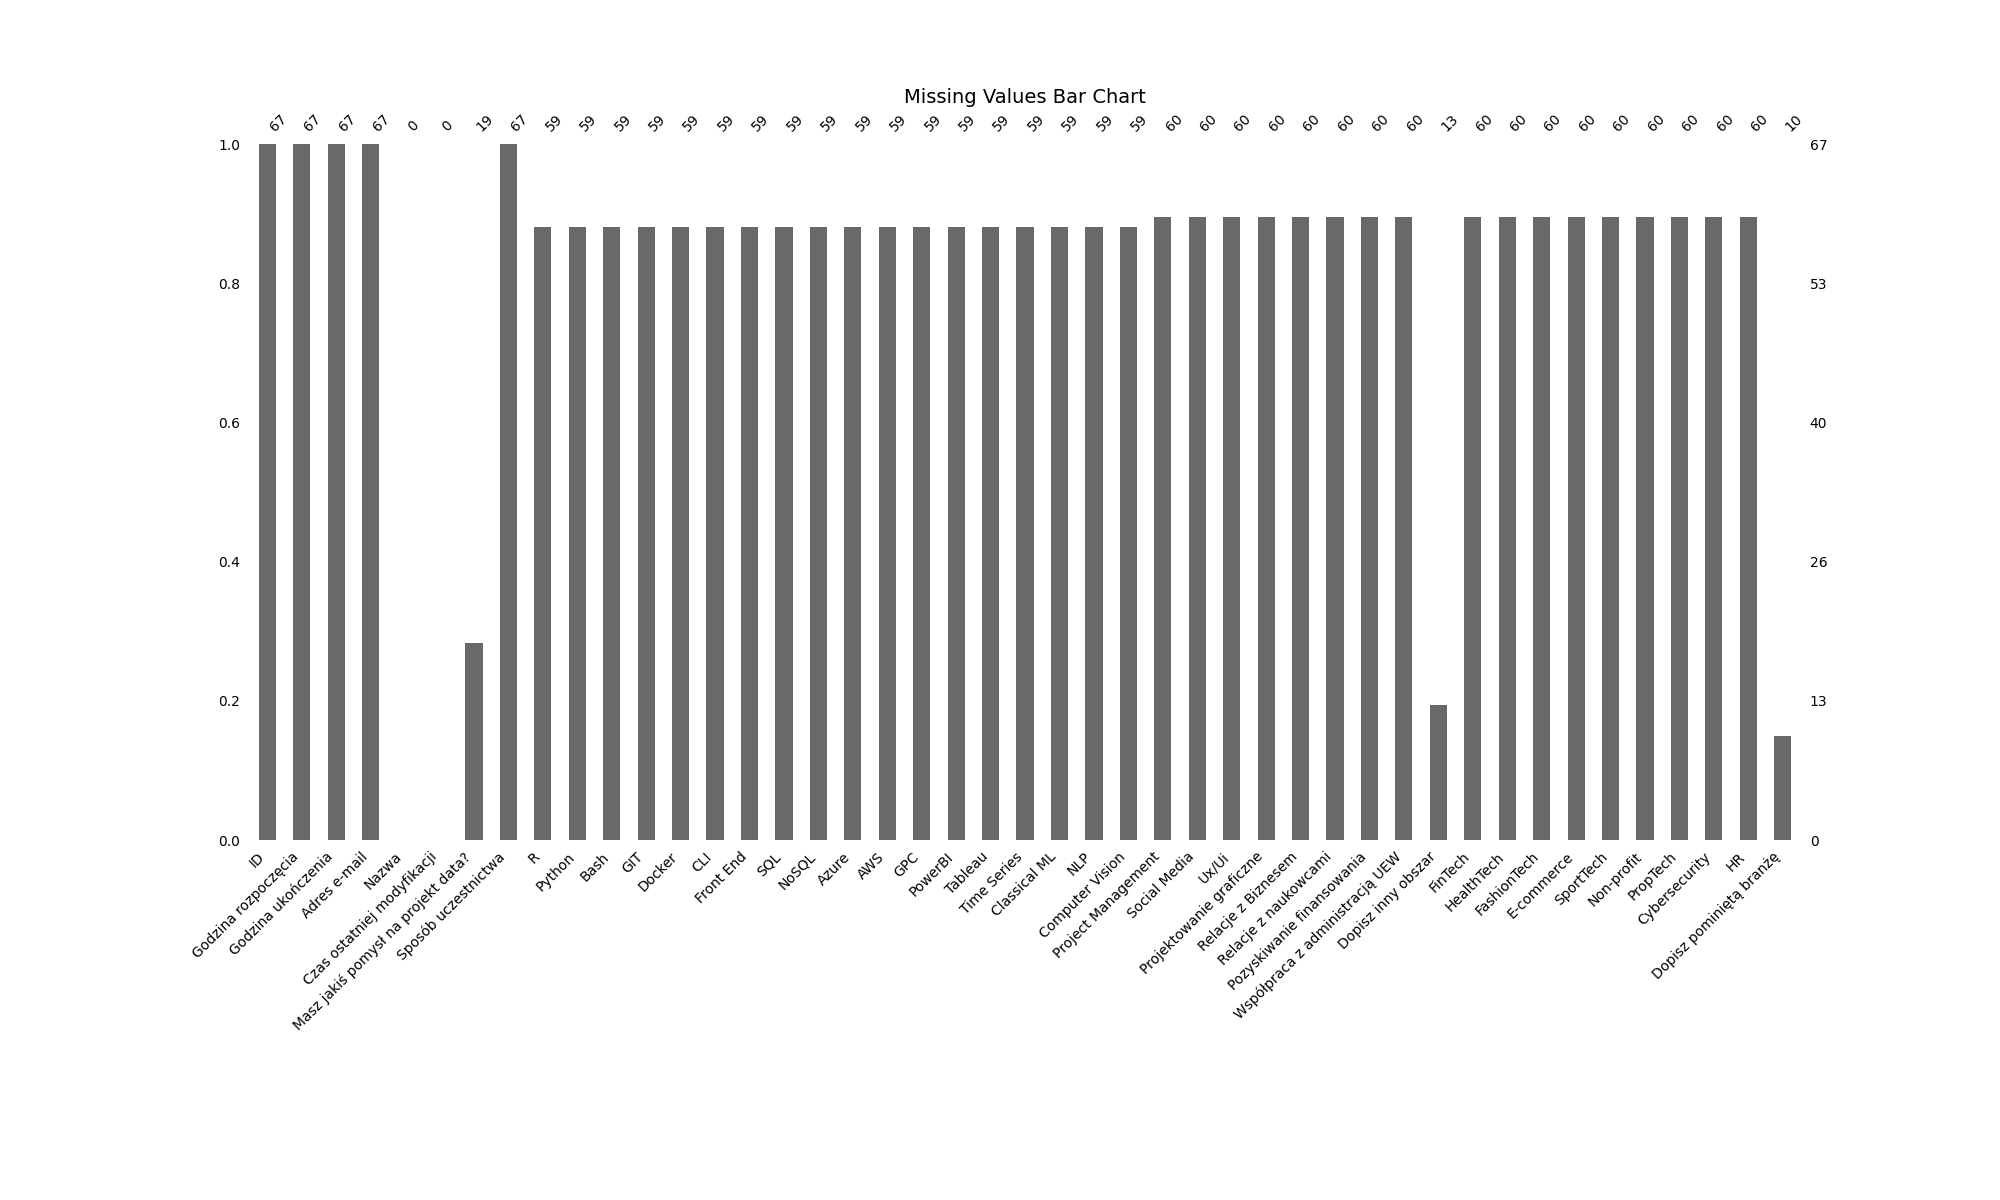 Missing Values Bar Chart
67 67 67 67 0 0 19 67 59 59 59 59 59 59 59 59 59 59 59 59 59 59 59 59 59 59 60 60 60 60 60 60 60 60 13 60 60 60 60 60 60 60 60 60 10
1.0 67
0.8 53
0.6 40
0.4 26
0.2 13
0.0 0
ID
Godzina rozpoczęcia
Godzina ukończenia
Adres e-mail
Nazwa
Czas ostatniej modyfikacji
Masz jakiś pomysł na projekt data?
Sposób uczestnictwa
R
Python
Bash
GIT
Docker
CLI
Front End
SQL
NoSQL
Azure
AWS
GPC
PowerBI
Tableau
Time Series
Classical ML
NLP
Computer Vision
Project Management
Social Media
Ux/Ui
Projektowanie graficzne
Relacje z Biznesem
Relacje z naukowcami
Pozyskiwanie finansowania
Współpraca z administracją UEW
Dopisz inny obszar
FinTech
HealthTech
FashionTech
E-commerce
SportTech
Non-profit
PropTech
Cybersecurity
HR
Dopisz pominiętą branżę